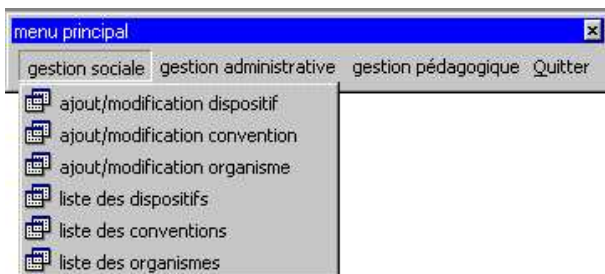 menu principal
gestion sociale gestion administrative gestion pédagogique Quitter
ajout/modification dispositif
ajout/modification convention
ajout/modification organisme
liste des dispositifs
liste des conventions
liste des organismes